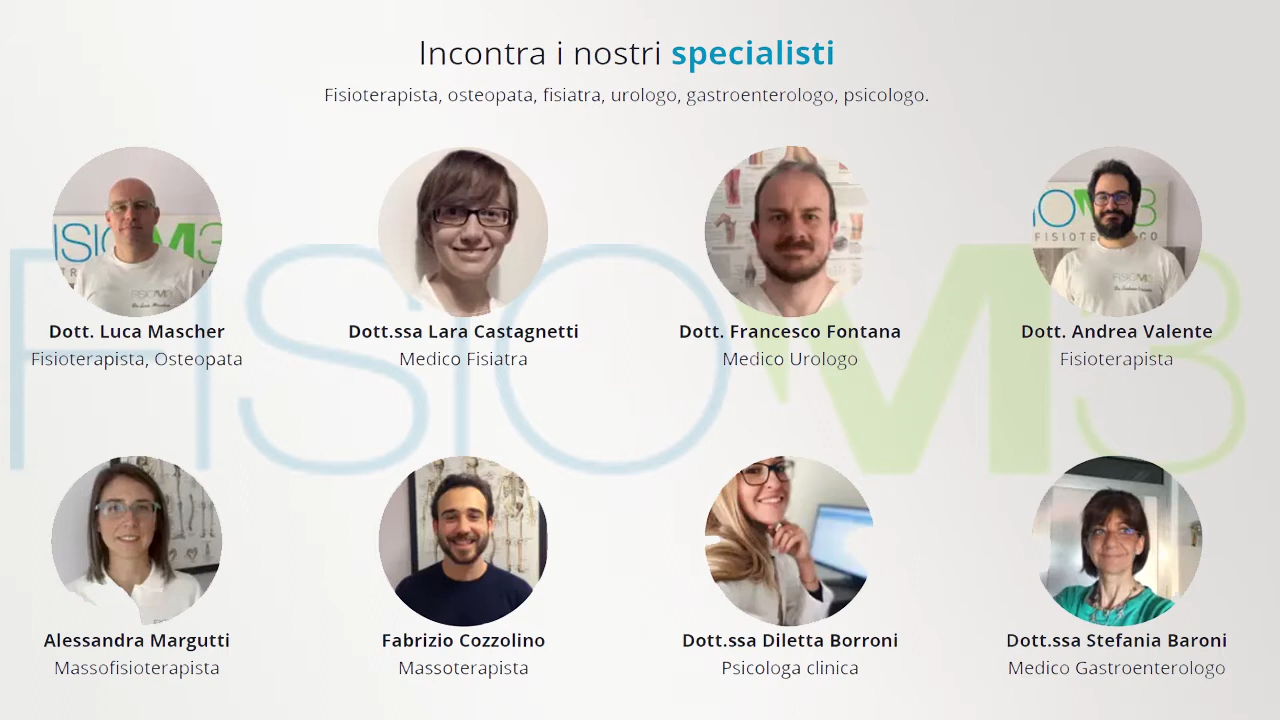 Incontra i nostri specialisti
Fisioterapista, osteopata, fisiatra, urologo, gastroenterologo, psicologo.
Dott. Luca Mascher
Fisioterapista, Osteopata
Dott.ssa Lara Castagnetti
Medico Fisiatra
Dott. Francesco Fontana
Medico Urologo
Dott. Andrea Valente
Fisioterapista
FISIOM3
Alessandra Margutti
Massofisioterapista
Fabrizio Cozzolino
Massoterapista
Dott.ssa Diletta Borroni
Psicologa clinica
Dott.ssa Stefania Baroni
Medico Gastroenterologo